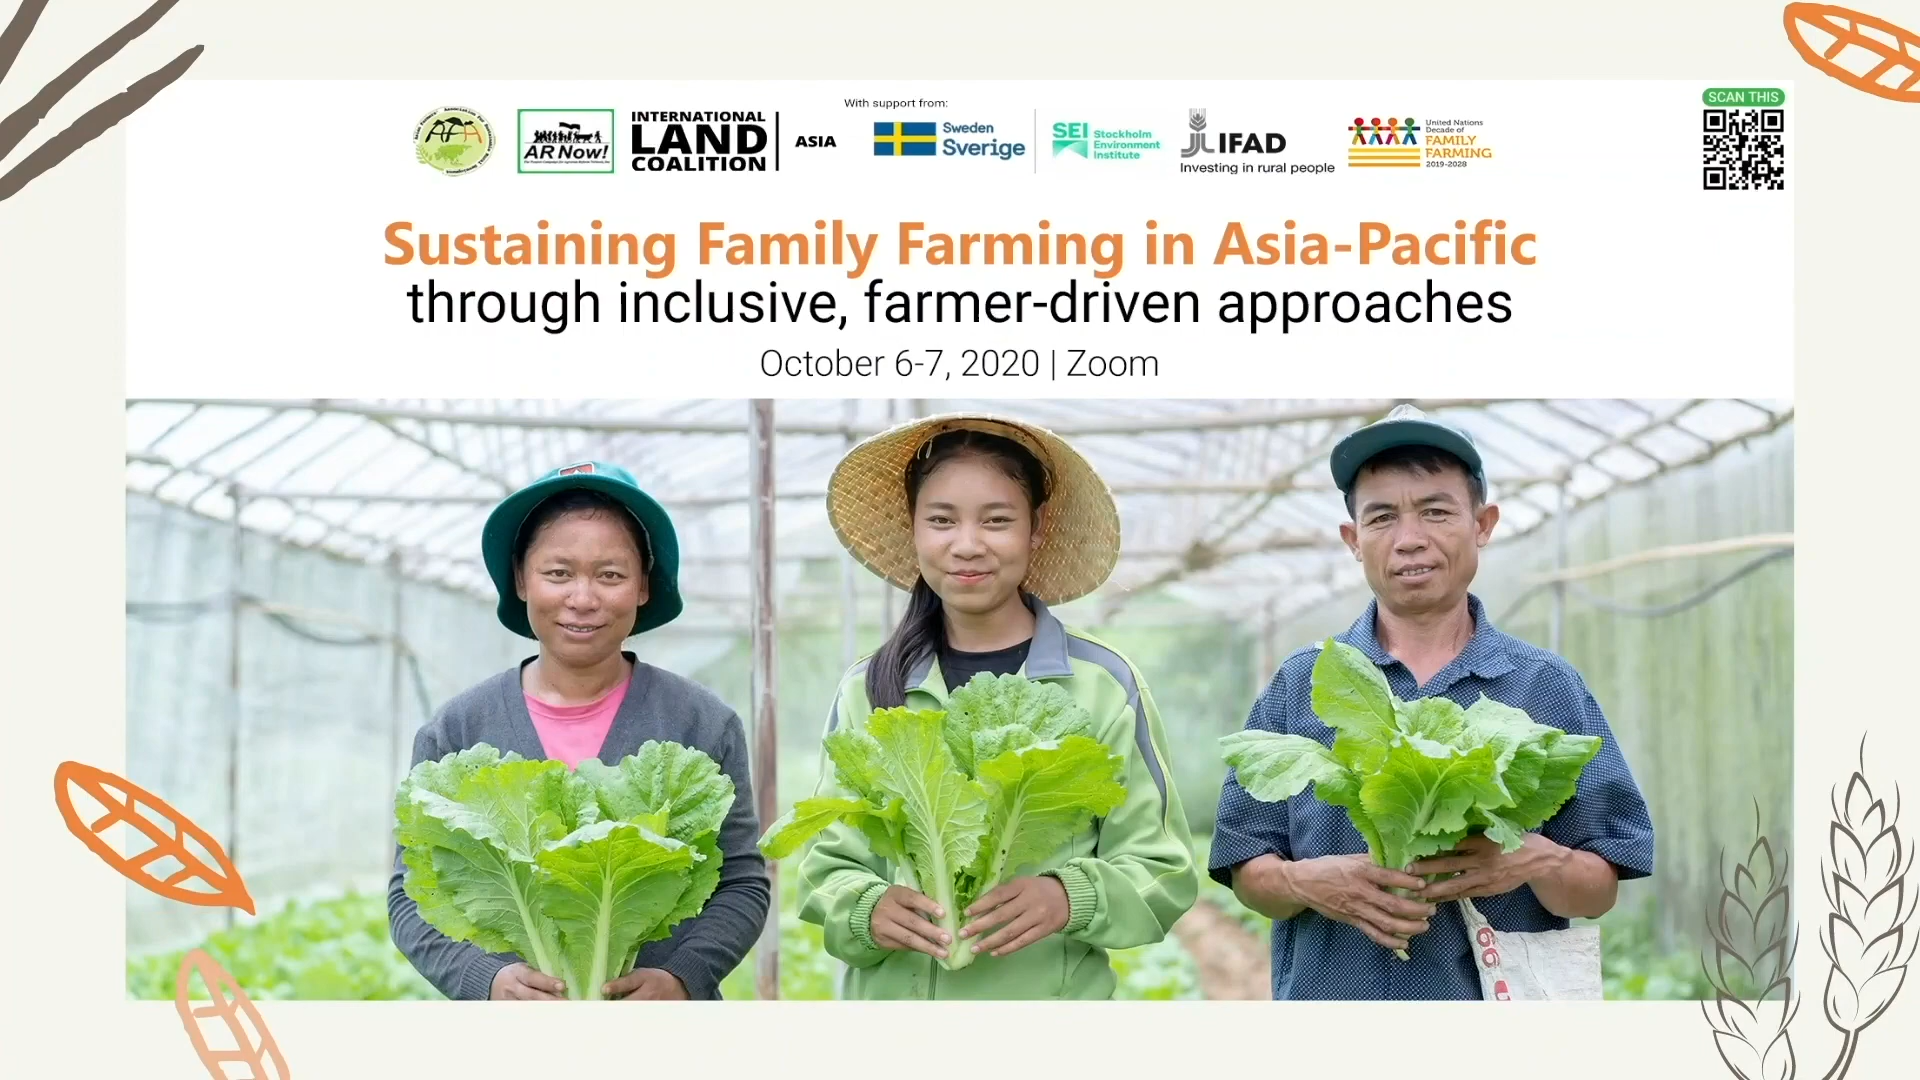 With support from:
SCAN THIS
AR Now!
INTERNATIONAL
LAND
COALITION
ASIA
Sweden
Sverige
SEI
Stockholm
Environment
Institute
IFAD
Investing in rural people
United Nations
Decade of
FAMILY
FARMING
2019-2028
Sustaining Family Farming in Asia-Pacific
through inclusive, farmer-driven approaches
October 6-7, 2020 | Zoom